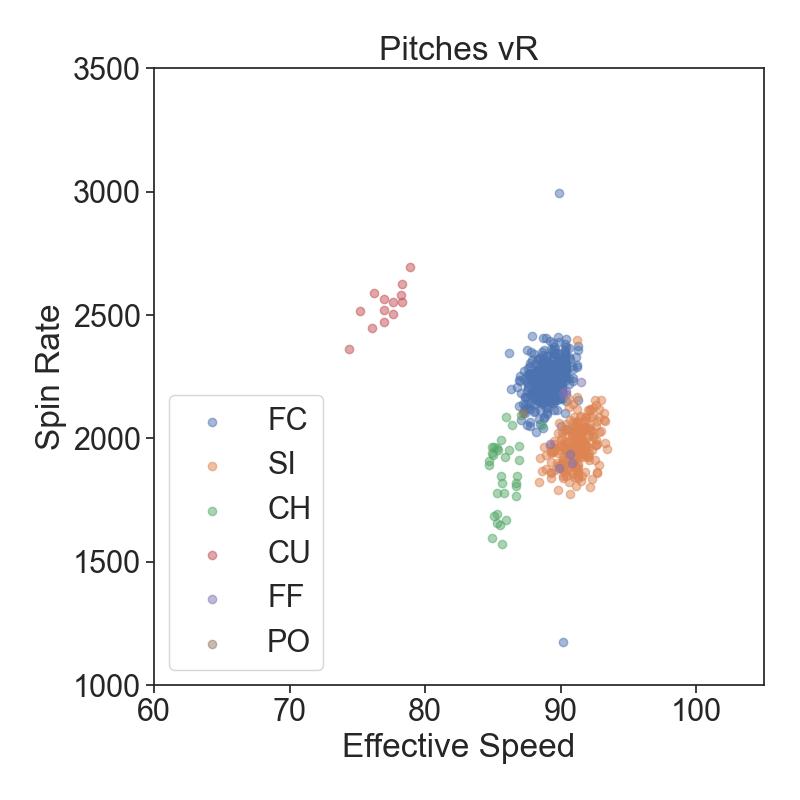 Pitches vR
Spin Rate
3500
3000
2500
2000
1500
1000
FC
SI
CH
CU
FF
PO
60 70 80 90 100
Effective Speed